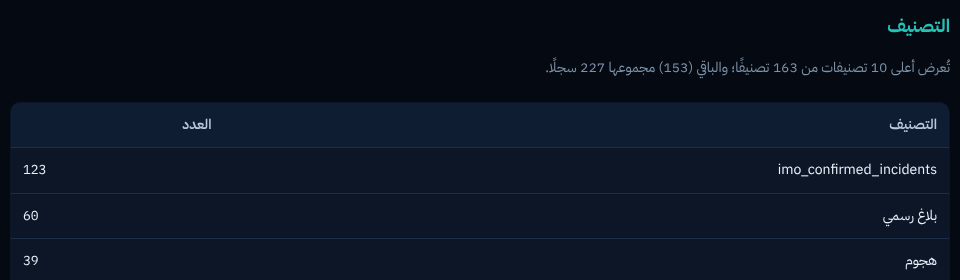 التصنيف
تُعرض أعلى 10 تصنيفات من 163 تصنيفًا؛ والباقي (153) مجموعها 227 سجلًا.
التصنيف العدد
imo_confirmed_incidents 123
بلاغ رسمي 60
هجوم 39